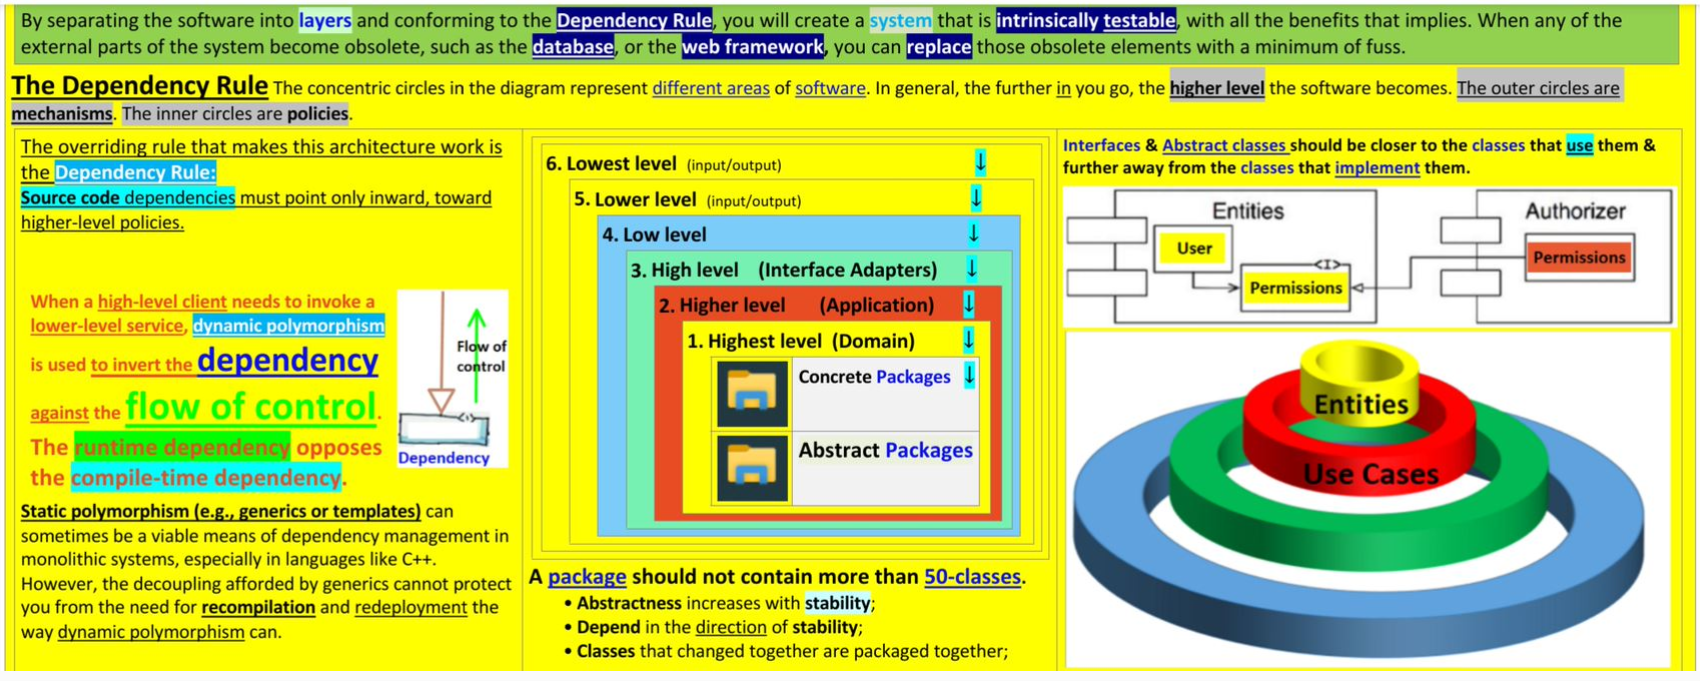 By separating the software into layers and conforming to the Dependency Rule, you will create a system that is intrinsically testable, with all the benefits that implies. When any of the
external parts of the system become obsolete, such as the database, or the web framework, you can replace those obsolete elements with a minimum of fuss.
The Dependency Rule The concentric circles in the diagram represent different areas of software. In general, the further in you go, the higher level the software becomes. The outer circles are
mechanisms. The inner circles are policies.
The overriding rule that makes this architecture work is
the Dependency Rule:
Source code dependencies must point only inward, toward
higher-level policies.
When a high-level client needs to invoke a
lower-level service, dynamic polymorphism
is used to invert the dependency
against the flow of control.
The runtime dependency opposes
the compile-time dependency.
Flow of
control
<I>
Dependency
Static polymorphism (e.g., generics or templates) can
sometimes be a viable means of dependency management in
monolithic systems, especially in languages like C++.
However, the decoupling afforded by generics cannot protect
you from the need for recompilation and redeployment the
way dynamic polymorphism can.
6. Lowest level (input/output) ↓
5. Lower level (input/output) ↓
4. Low level ↓
3. High level (Interface Adapters) ↓
2. Higher level (Application) ↓
1. Highest level (Domain) ↓
Concrete Packages ↓
Abstract Packages
A package should not contain more than 50-classes.
• Abstractness increases with stability;
• Depend in the direction of stability;
• Classes that changed together are packaged together;
Interfaces & Abstract classes should be closer to the classes that use them &
further away from the classes that implement them.
Entities
User
<I>
Permissions
Authorizer
Permissions
Entities
Use Cases